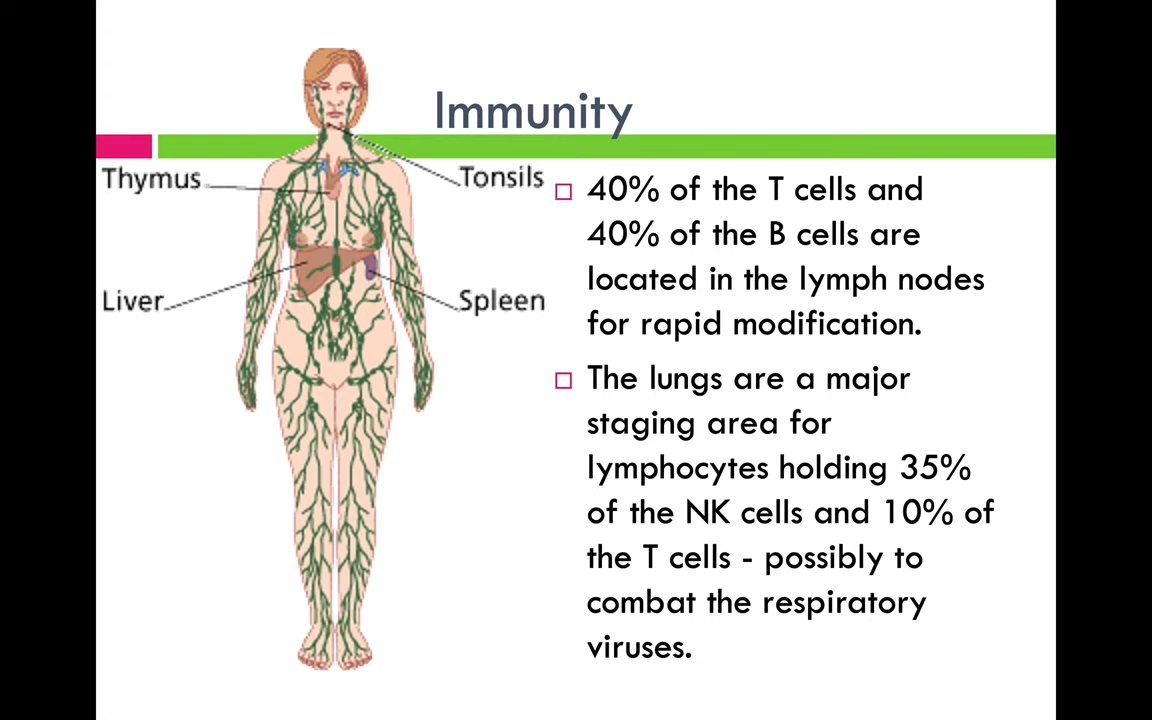 Immunity
Thymus
Tonsils
Liver
Spleen
40% of the T cells and
40% of the B cells are
located in the lymph nodes
for rapid modification.
The lungs are a major
staging area for
lymphocytes holding 35%
of the NK cells and 10% of
the T cells - possibly to
combat the respiratory
viruses.